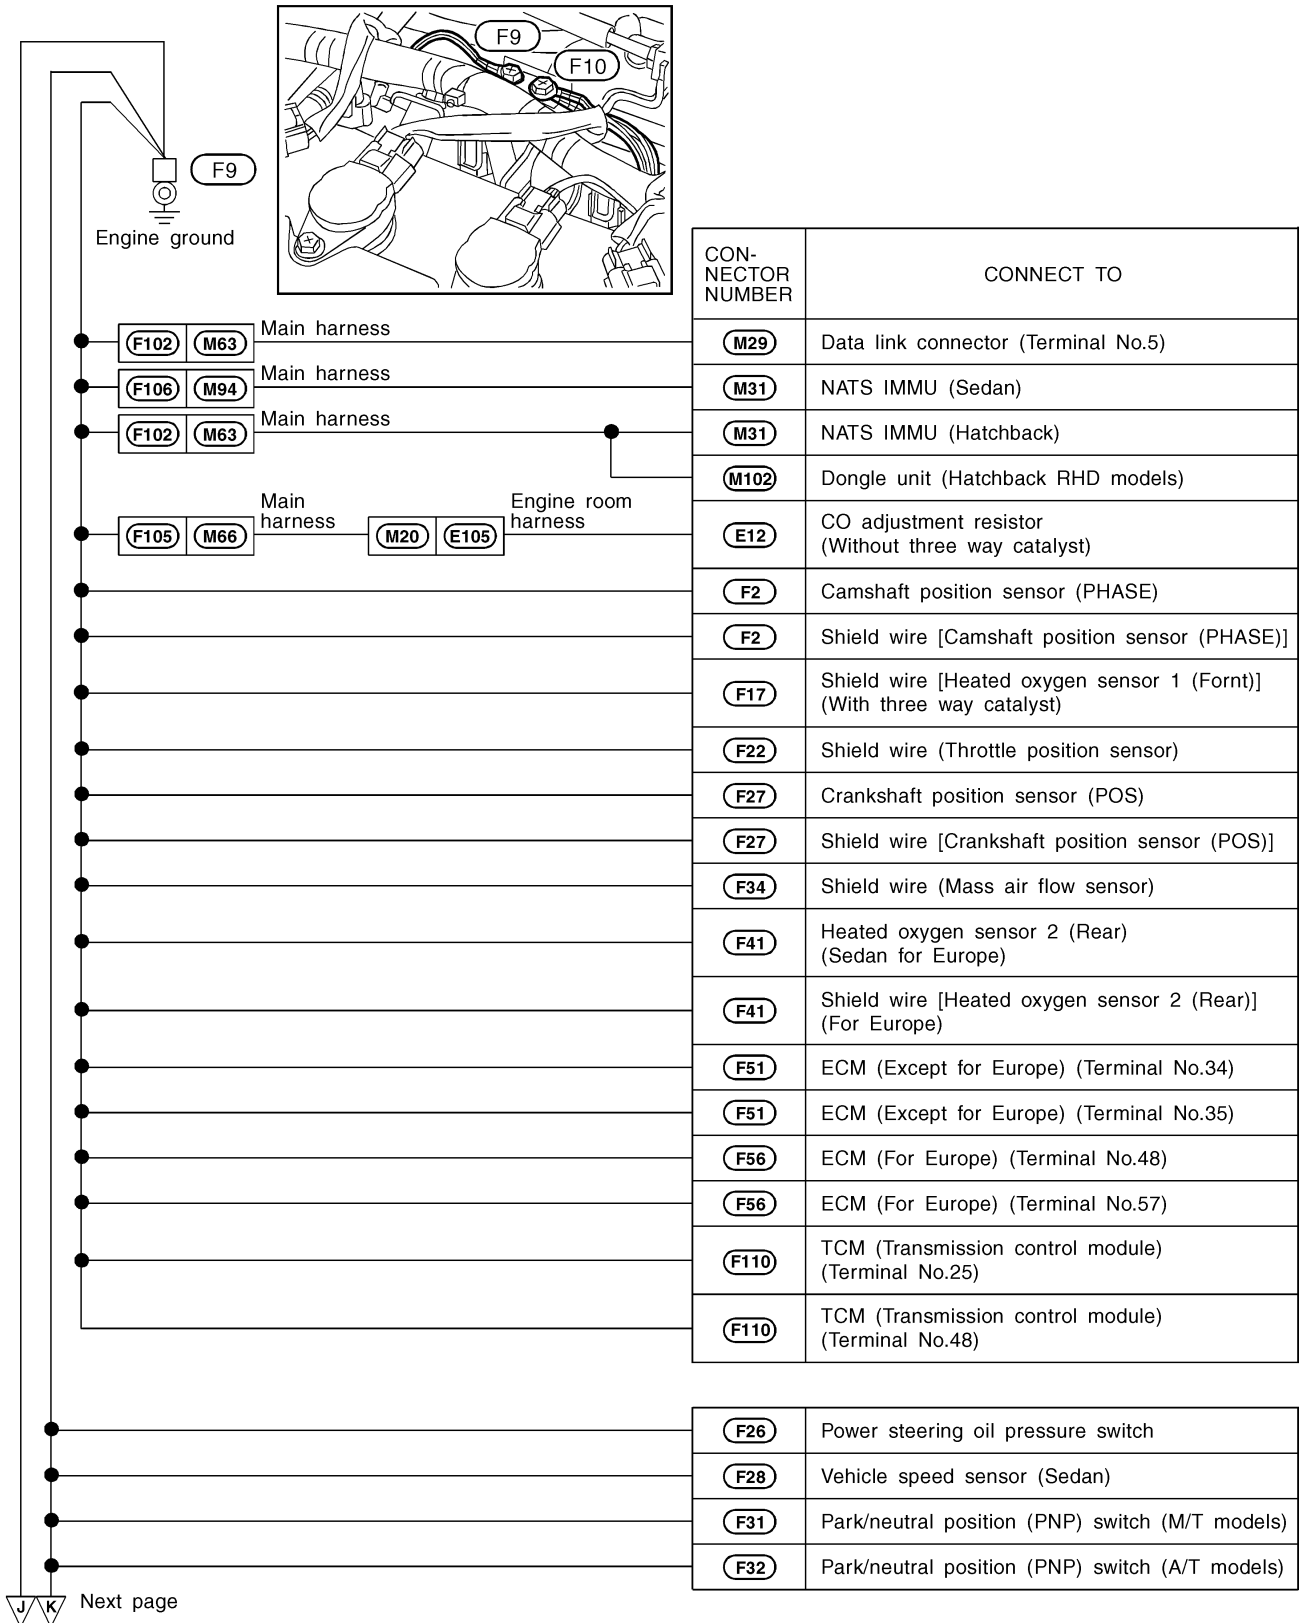 F9
F10
F9
Engine ground
CON-
NECTOR
NUMBER
CONNECT TO
F102 M63 Main harness M29 Data link connector (Terminal No.5)
F106 M94 Main harness M31 NATS IMMU (Sedan)
F102 M63 Main harness M31 NATS IMMU (Hatchback)
M102 Dongle unit (Hatchback RHD models)
F105 M66
Main
harness
M20 E105
Engine room
harness
E12
CO adjustment resistor
(Without three way catalyst)
F2 Camshaft position sensor (PHASE)
F2 Shield wire [Camshaft position sensor (PHASE)]
F17 Shield wire [Heated oxygen sensor 1 (Fornt)]
(With three way catalyst)
F22 Shield wire (Throttle position sensor)
F27 Crankshaft position sensor (POS)
F27 Shield wire [Crankshaft position sensor (POS)]
F34 Shield wire (Mass air flow sensor)
F41 Heated oxygen sensor 2 (Rear)
(Sedan for Europe)
F41 Shield wire [Heated oxygen sensor 2 (Rear)]
(For Europe)
F51 ECM (Except for Europe) (Terminal No.34)
F51 ECM (Except for Europe) (Terminal No.35)
F56 ECM (For Europe) (Terminal No.48)
F56 ECM (For Europe) (Terminal No.57)
F110 TCM (Transmission control module)
(Terminal No.25)
F110 TCM (Transmission control module)
(Terminal No.48)
F26 Power steering oil pressure switch
F28 Vehicle speed sensor (Sedan)
F31 Park/neutral position (PNP) switch (M/T models)
F32 Park/neutral position (PNP) switch (A/T models)
J K Next page